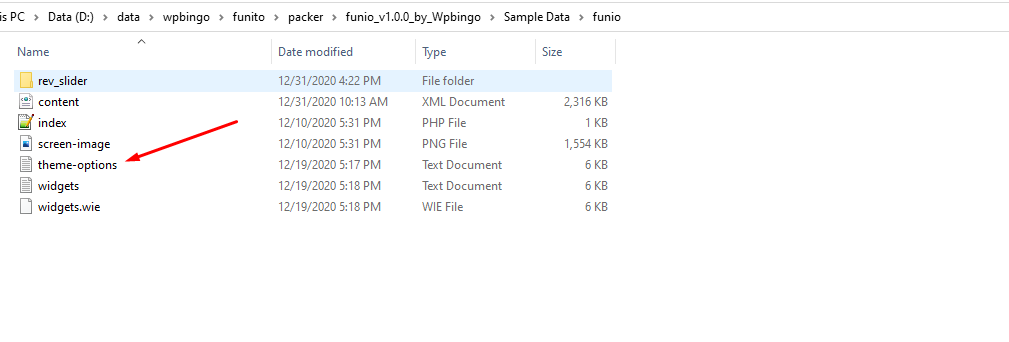 is PC > Data (D:) > data > wpbingo > funito > packer > funio_v1.0.0_by_Wpbingo > Sample Data > funio
Name Date modified Type Size
rev_slider 12/31/2020 4:22 PM File folder
content 12/31/2020 10:13 AM XML Document 2,316 KB
index 12/10/2020 5:31 PM PHP File 1 KB
screen-image 12/10/2020 5:31 PM PNG File 1,554 KB
theme-options 12/19/2020 5:17 PM Text Document 6 KB
widgets 12/19/2020 5:18 PM Text Document 6 KB
widgets.wie 12/19/2020 5:18 PM WIE File 6 KB